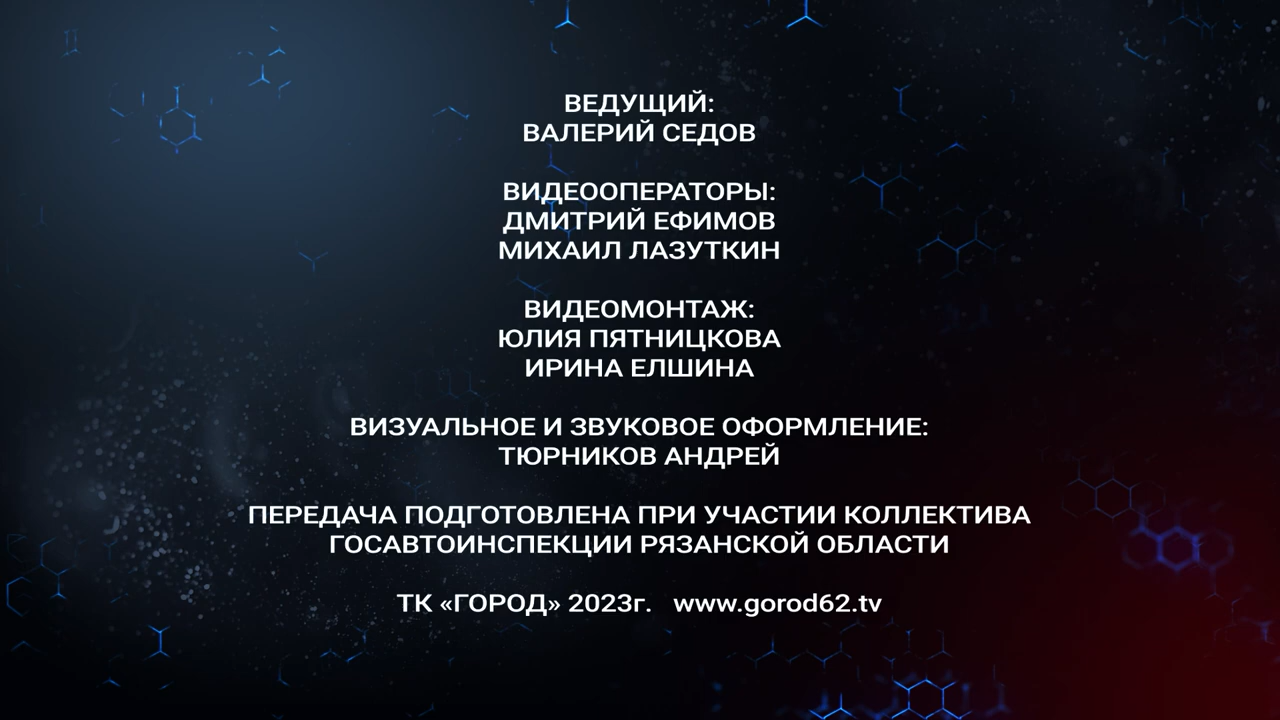 ВЕДУЩИЙ:
ВАЛЕРИЙ СЕДОВ
ВИДЕООПЕРАТОРЫ:
ДМИТРИЙ ЕФИМОВ
МИХАИЛ ЛАЗУТКИН
ВИДЕОМОНТАЖ:
ЮЛИЯ ПЯТНИЦКОВА
ИРИНА ЕЛШИНА
ВИЗУАЛЬНОЕ И ЗВУКОВОЕ ОФОРМЛЕНИЕ:
ТЮРНИКОВ АНДРЕЙ
ПЕРЕДАЧА ПОДГОТОВЛЕНА ПРИ УЧАСТИИ КОЛЛЕКТИВА
ГОСАВТОИНСПЕКЦИИ РЯЗАНСКОЙ ОБЛАСТИ
ТК «ГОРОД» 2023г. www.gorod62.tv